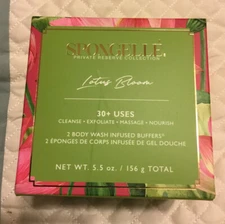 SPONGELLÉ
PRIVATE RESERVE COLLECTION
Lotus Bloom
30+ USES
CLEANSE • EXFOLIATE • MASSAGE • NOURISH
2 BODY WASH INFUSED BUFFERS*
2 ÉPONGES DE CORPS INFUSÉE DE GEL DOUCHE
NET WT. 5.5 oz. / 156 g TOTAL